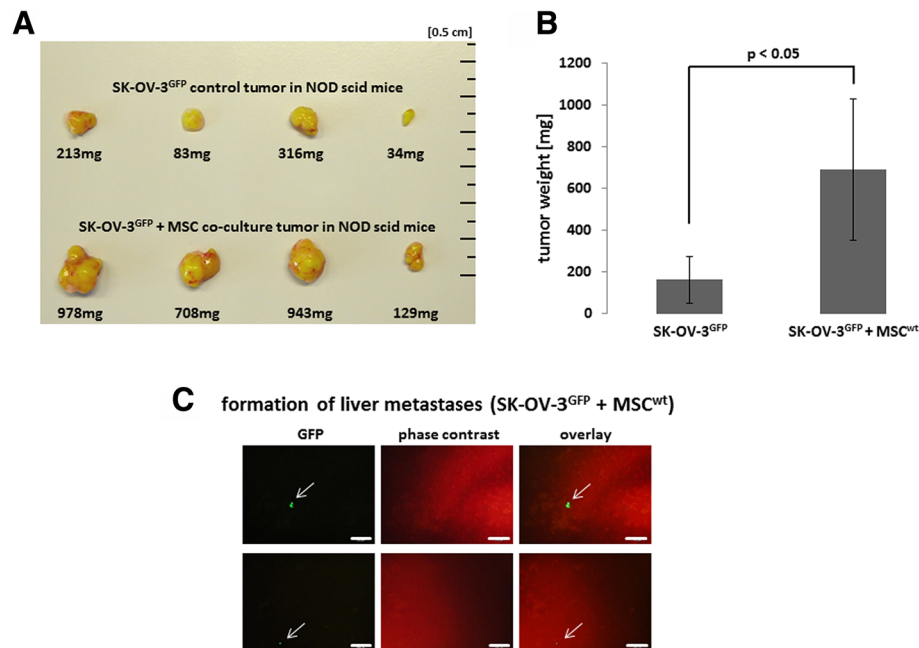 A
[0.5 cm]
SK-OV-3ᴳᶠᴾ control tumor in NOD scid mice
213mg 83mg 316mg 34mg
SK-OV-3ᴳᶠᴾ + MSC co-culture tumor in NOD scid mice
978mg 708mg 943mg 129mg
B
p < 0.05
tumor weight [mg]
1200
1000
800
600
400
200
0
SK-OV-3ᴳᶠᴾ SK-OV-3ᴳᶠᴾ + MSCʷᵗ
C formation of liver metastases (SK-OV-3ᴳᶠᴾ + MSCʷᵗ)
GFP phase contrast overlay